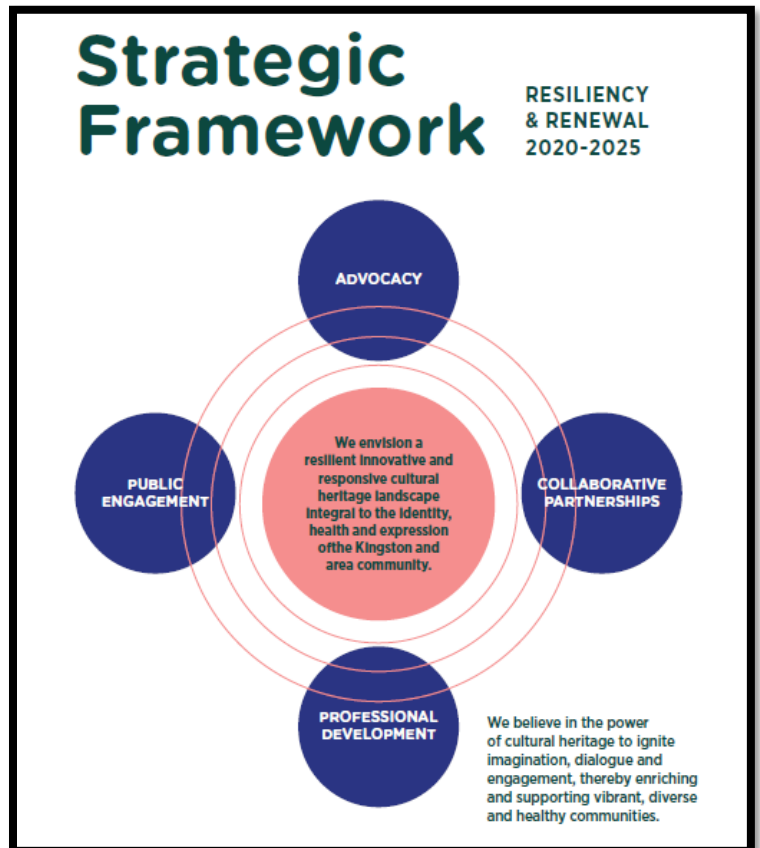 Strategic
Framework
RESILIENCY
& RENEWAL
2020-2025
ADVOCACY
PUBLIC
ENGAGEMENT
We envision a
resilient innovative and
responsive cultural
heritage landscape
integral to the identity,
health and expression
ofthe Kingston and
area community.
COLLABORATIVE
PARTNERSHIPS
PROFESSIONAL
DEVELOPMENT
We believe in the power
of cultural heritage to ignite
imagination, dialogue and
engagement, thereby enriching
and supporting vibrant, diverse
and healthy communities.